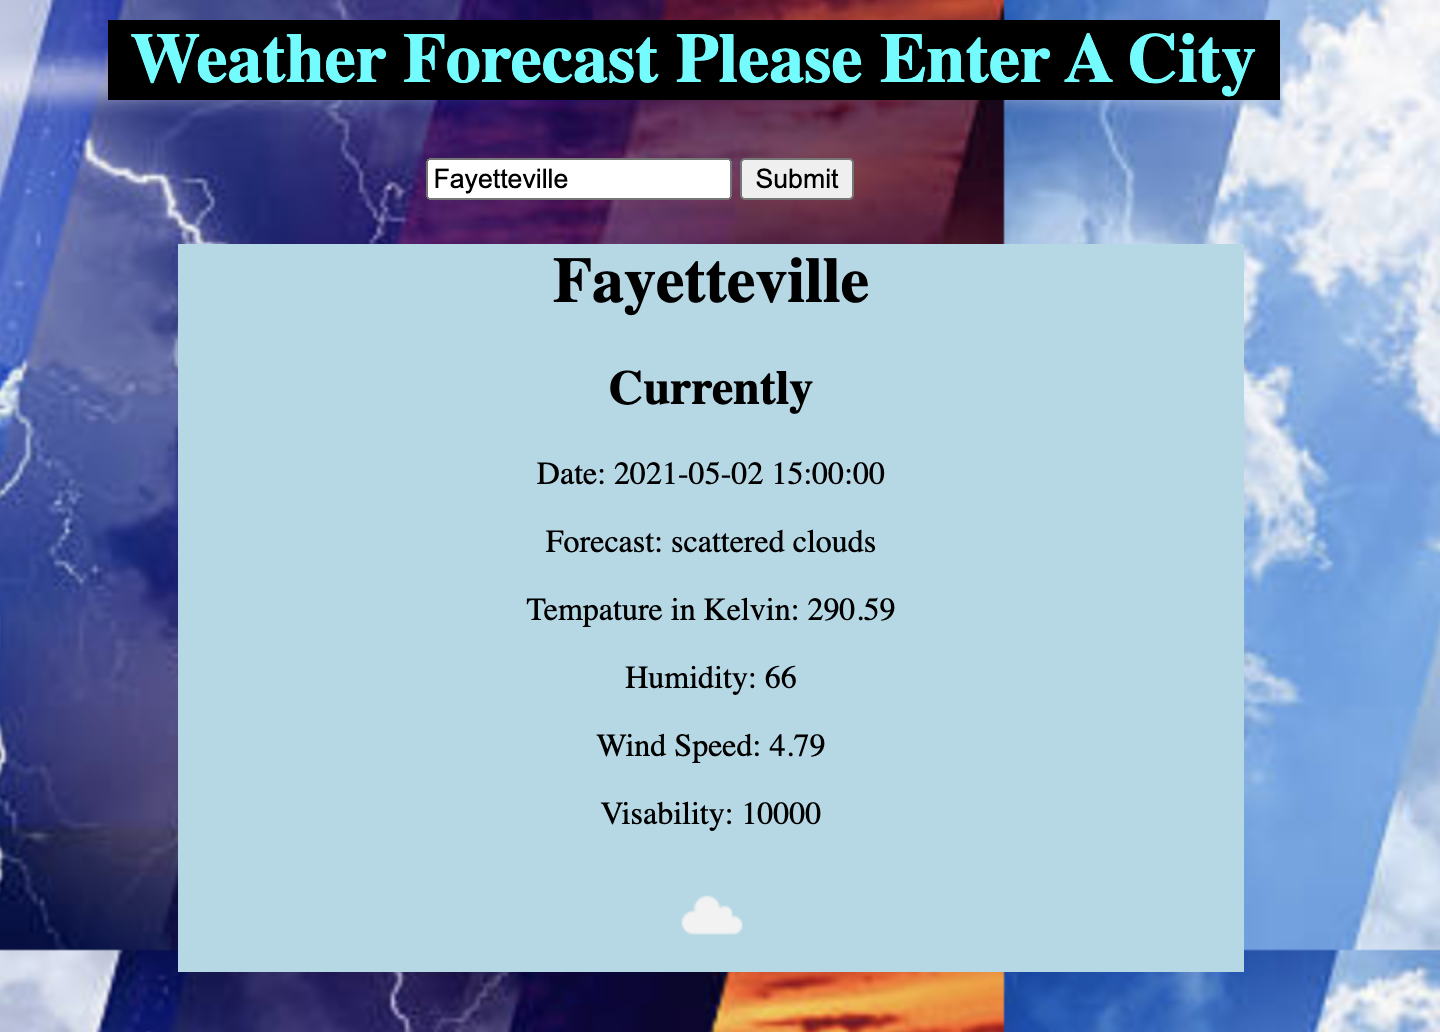 Weather Forecast Please Enter A City
Fayetteville Submit
Fayetteville
Currently
Date: 2021-05-02 15:00:00
Forecast: scattered clouds
Tempature in Kelvin: 290.59
Humidity: 66
Wind Speed: 4.79
Visability: 10000